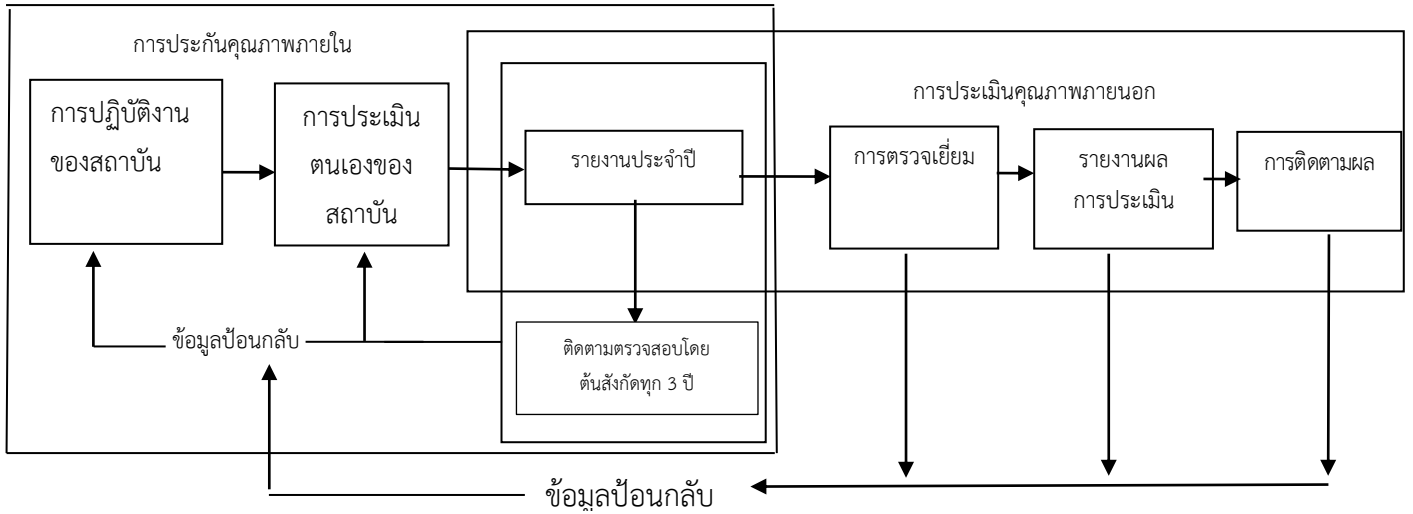 การประกันคุณภาพภายใน
การประเมินคุณภาพภายนอก
การปฏิบัติงาน
ของสถาบัน
การประเมิน
ตนเองของ
สถาบัน
รายงานประจำปี
การตรวจเยี่ยม
รายงานผล
การประเมิน
การติดตามผล
ข้อมูลป้อนกลับ
ติดตามตรวจสอบโดย
ต้นสังกัดทุก 3 ปี
ข้อมูลป้อนกลับ